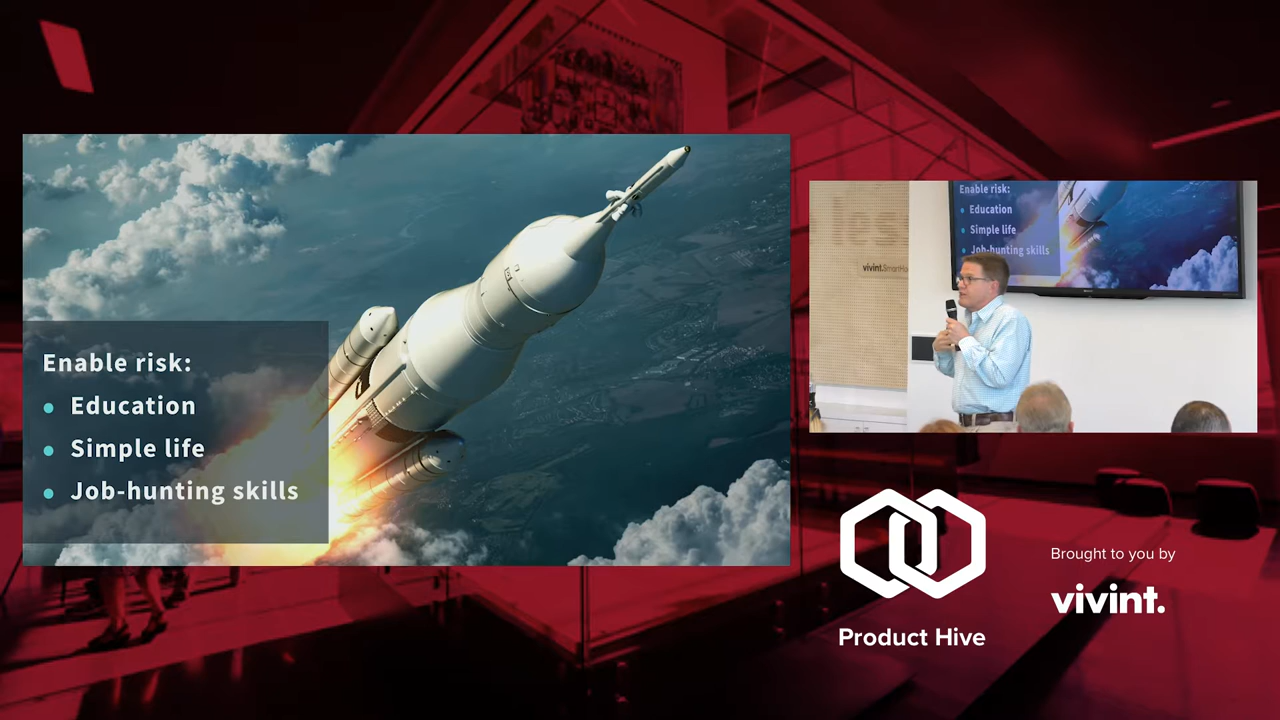 Enable risk:
Education
Simple life
Job-hunting skills
Enable risk:
Education
Simple life
Job-hunting skills
vivint.SmartHo
Product Hive
Brought to you by
vivint.